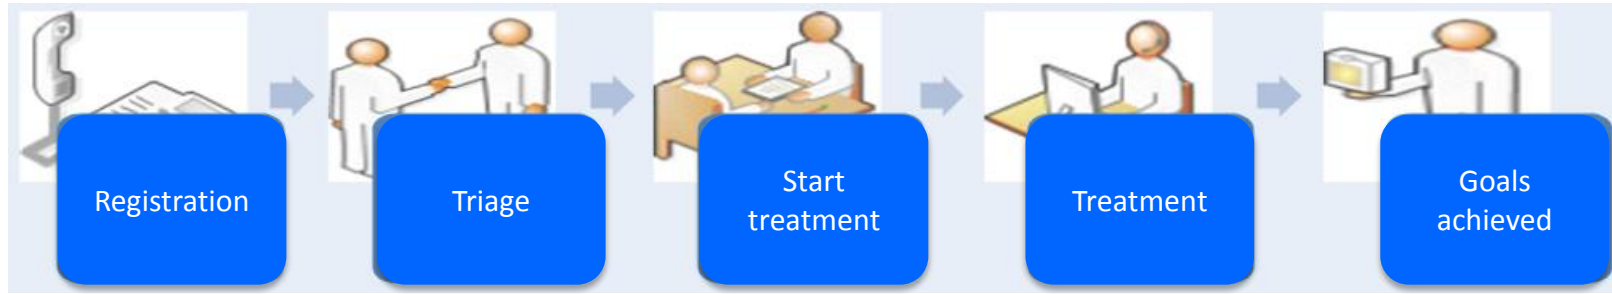 Registration
Triage
Start
treatment
Treatment
Goals
achieved